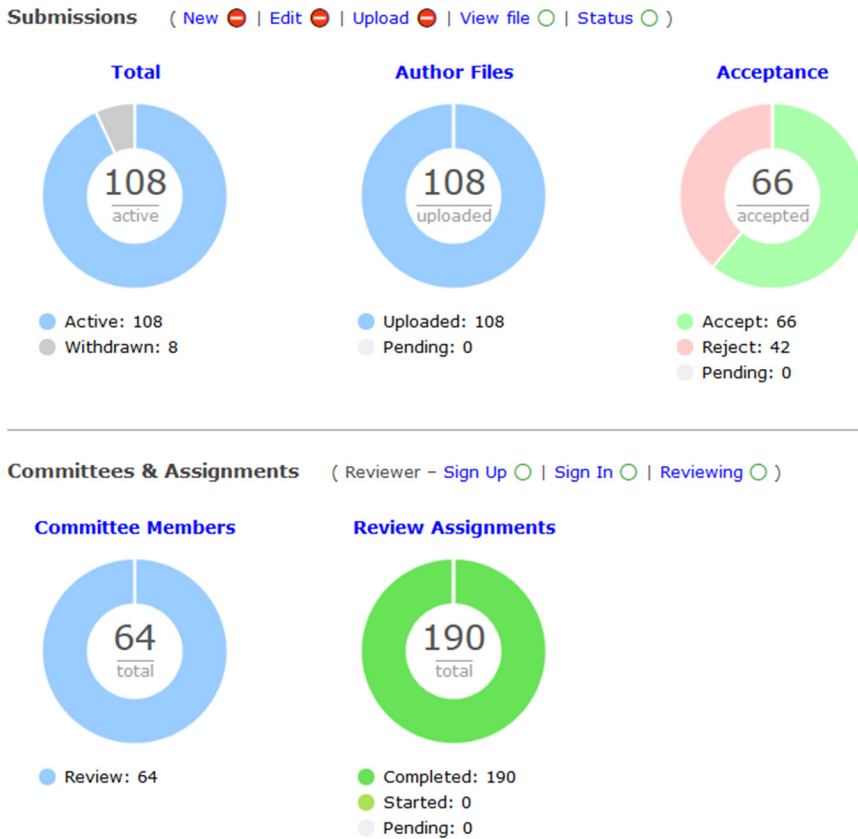 Submissions ( New | Edit | Upload | View file | Status )
Total Author Files Acceptance
108 108 66
active uploaded accepted
Active: 108 Uploaded: 108 Accept: 66
Withdrawn: 8 Pending: 0 Reject: 42
Pending: 0
Committees & Assignments ( Reviewer – Sign Up | Sign In | Reviewing )
Committee Members Review Assignments
64 190
total total
Review: 64 Completed: 190
Started: 0
Pending: 0